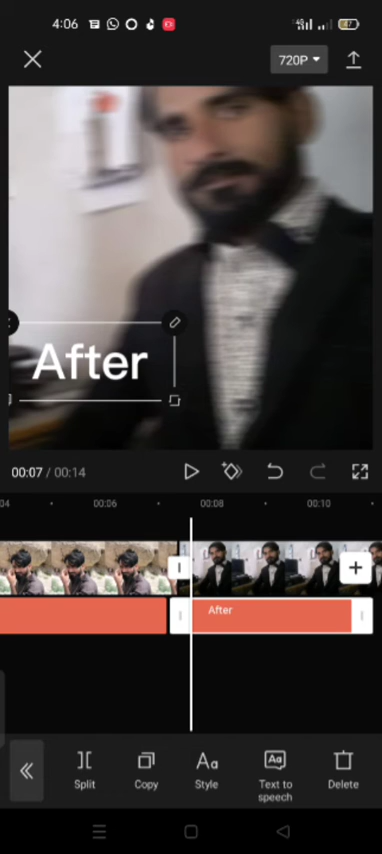 4:06
720P
After
00:07 / 00:14
04
00:06
00:08
00:10
After
Split
Copy
Style
Text to
speech
Delete